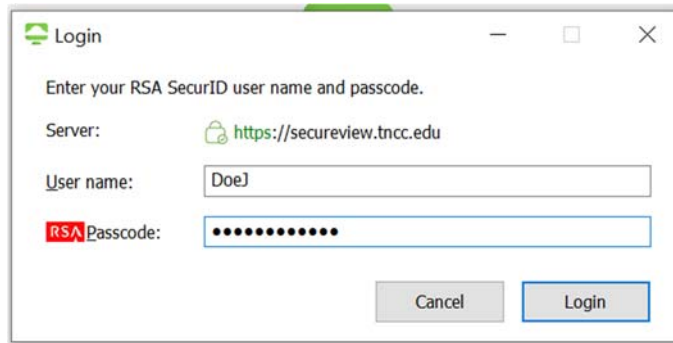 Login
Enter your RSA SecurID user name and passcode.
Server: https://secureview.tncc.edu
User name: DoeJ
RSA Passcode: ••••••••••••
Cancel Login